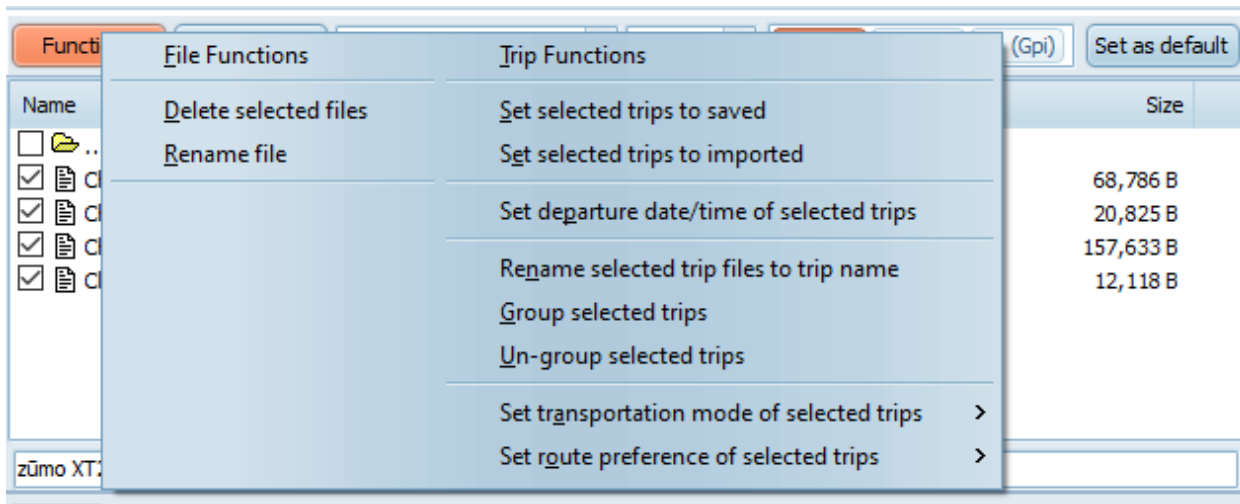 Functi
(Gpi)
Set as default
File Functions
Trip Functions
Name
Size
Delete selected files
Set selected trips to saved
Rename file
Set selected trips to imported
..
68,786 B
Set departure date/time of selected trips
20,825 B
157,633 B
Rename selected trip files to trip name
12,118 B
Group selected trips
Un-group selected trips
Set transportation mode of selected trips
Set route preference of selected trips
zūmo XT2